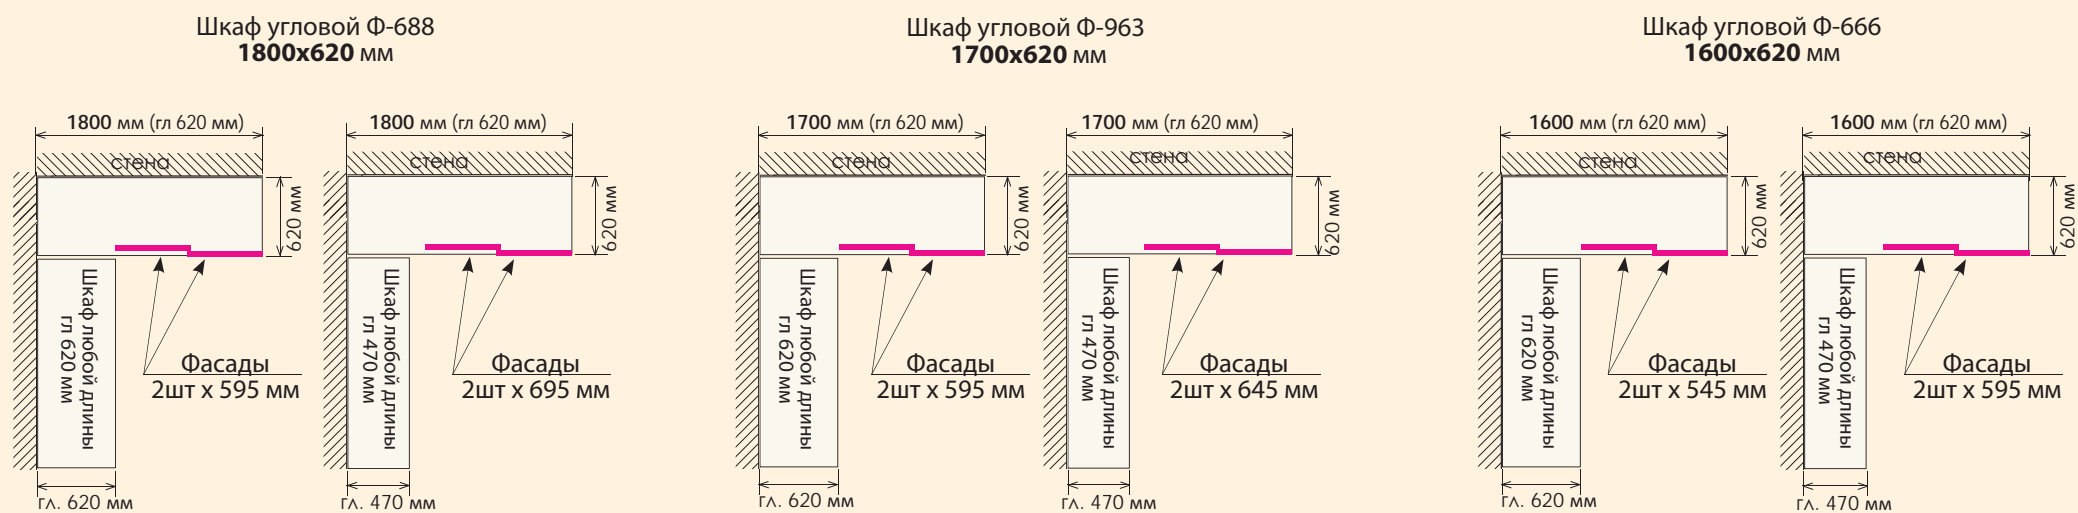 Шкаф угловой Ф-688
1800х620 мм
1800 мм (гл 620 мм)
стена
620 мм
Шкаф любой длины
гл 620 мм
Фасады
2шт х 595 мм
гл. 620 мм
1800 мм (гл 620 мм)
стена
620 мм
Шкаф любой длины
гл 470 мм
Фасады
2шт х 695 мм
гл. 470 мм
Шкаф угловой Ф-963
1700х620 мм
1700 мм (гл 620 мм)
стена
620 мм
Шкаф любой длины
гл 620 мм
Фасады
2шт х 595 мм
гл. 620 мм
1700 мм (гл 620 мм)
стена
620 мм
Шкаф любой длины
гл 470 мм
Фасады
2шт х 645 мм
гл. 470 мм
Шкаф угловой Ф-666
1600х620 мм
1600 мм (гл 620 мм)
стена
620 мм
Шкаф любой длины
гл 620 мм
Фасады
2шт х 545 мм
гл. 620 мм
1600 мм (гл 620 мм)
стена
620 мм
Шкаф любой длины
гл 470 мм
Фасады
2шт х 595 мм
гл. 470 мм